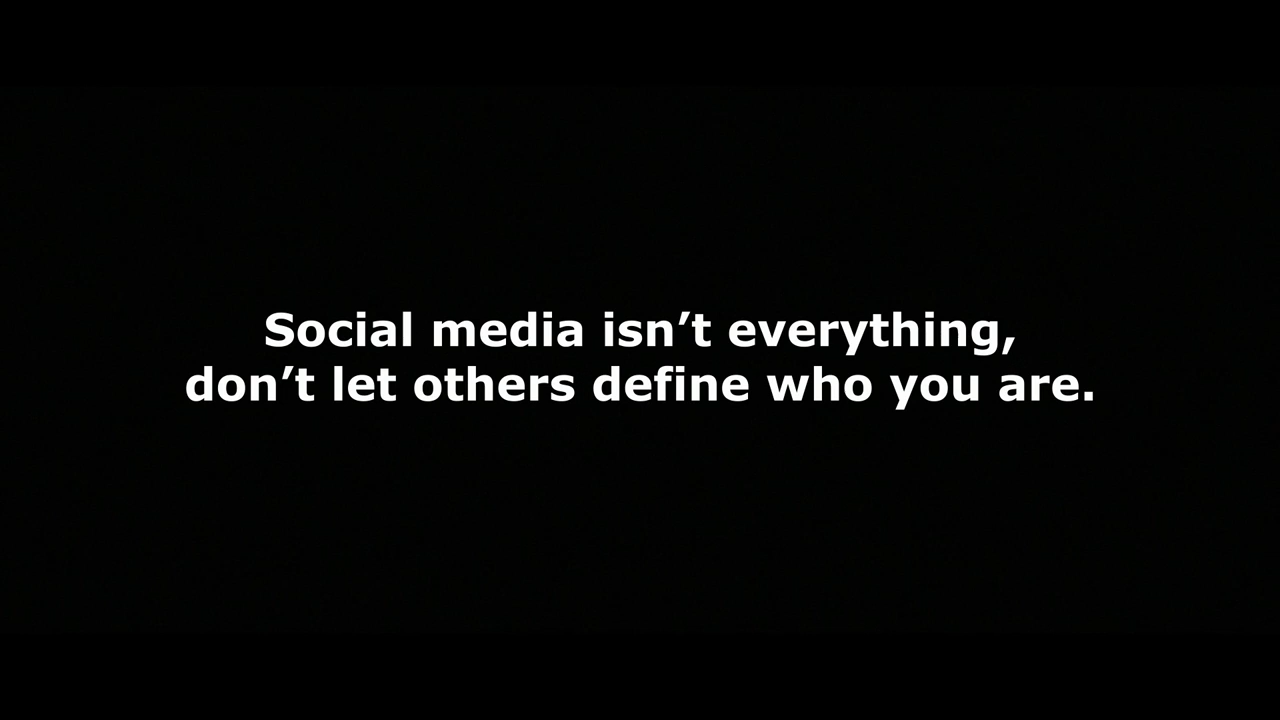 Social media isn’t everything,
don’t let others define who you are.